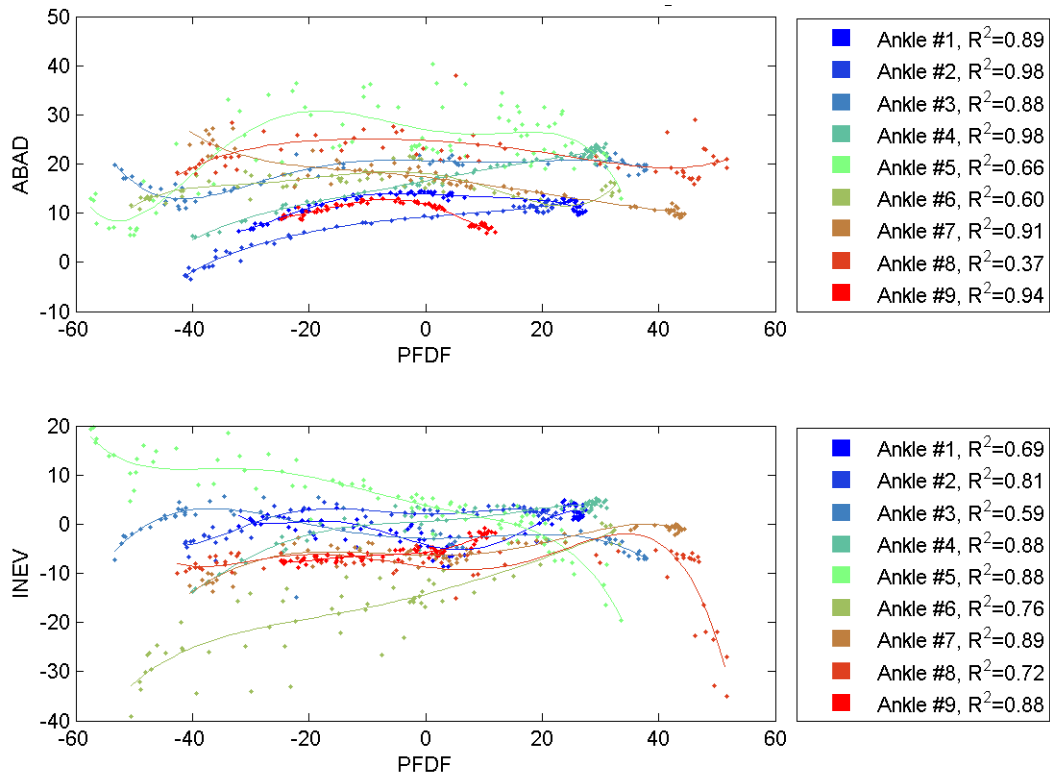 50
40
30
20
10
0
-10
ABAD
-60
-40
-20
0
20
40
60
PFDF
Ankle #1, R²=0.89
Ankle #2, R²=0.98
Ankle #3, R²=0.88
Ankle #4, R²=0.98
Ankle #5, R²=0.66
Ankle #6, R²=0.60
Ankle #7, R²=0.91
Ankle #8, R²=0.37
Ankle #9, R²=0.94
20
10
0
-10
-20
-30
-40
INEV
-60
-40
-20
0
20
40
60
PFDF
Ankle #1, R²=0.69
Ankle #2, R²=0.81
Ankle #3, R²=0.59
Ankle #4, R²=0.88
Ankle #5, R²=0.88
Ankle #6, R²=0.76
Ankle #7, R²=0.89
Ankle #8, R²=0.72
Ankle #9, R²=0.88